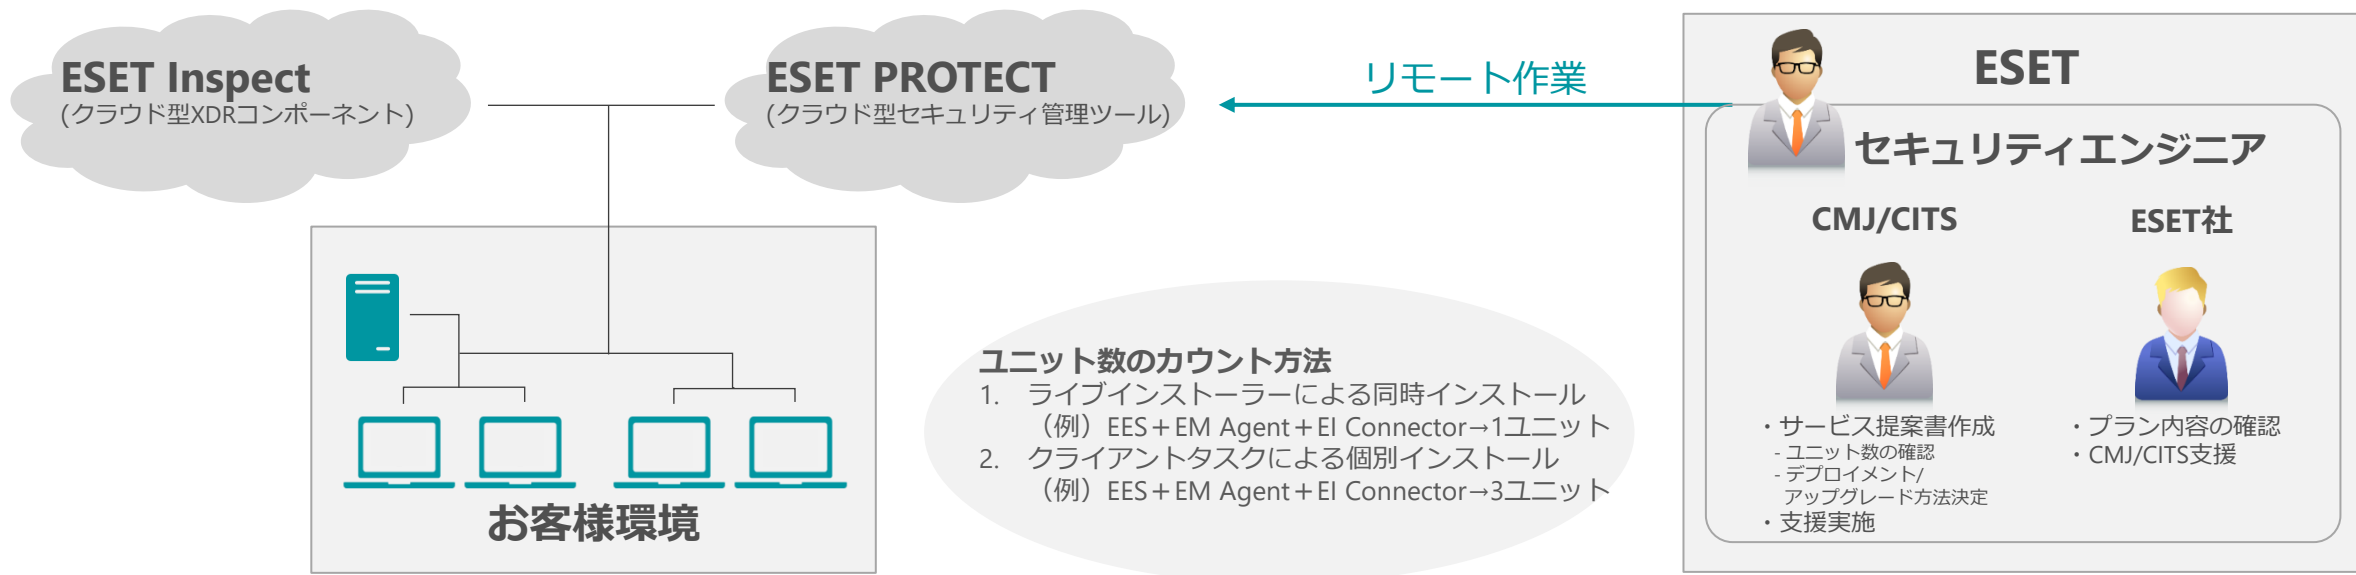 ESET Inspect
(クラウド型XDRコンポーネント)
ESET PROTECT
(クラウド型セキュリティ管理ツール)
リモート作業
ESET
セキュリティエンジニア
CMJ/CITS
ESET社
・サービス提案書作成
- ユニット数の確認
- デプロイメント/
アップグレード方法決定
・支援実施
・プラン内容の確認
・CMJ/CITS支援
お客様環境
ユニット数のカウント方法
1. ライブインストーラーによる同時インストール
（例）EES＋EM Agent＋EI Connector→1ユニット
2. クライアントタスクによる個別インストール
（例）EES＋EM Agent＋EI Connector→3ユニット